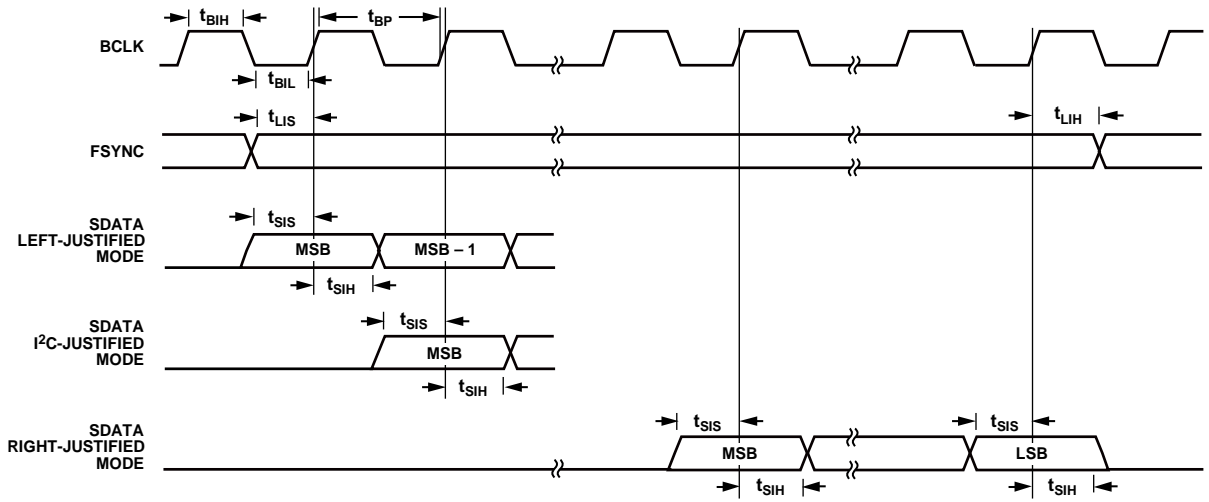 tBIH
tBP
BCLK
tBIL
tLIS
tLIH
FSYNC
SDATA
LEFT-JUSTIFIED
MODE
tSIS
MSB
MSB – 1
tSIH
SDATA
I²C-JUSTIFIED
MODE
tSIS
MSB
tSIH
SDATA
RIGHT-JUSTIFIED
MODE
tSIS
tSIS
MSB
LSB
tSIH
tSIH